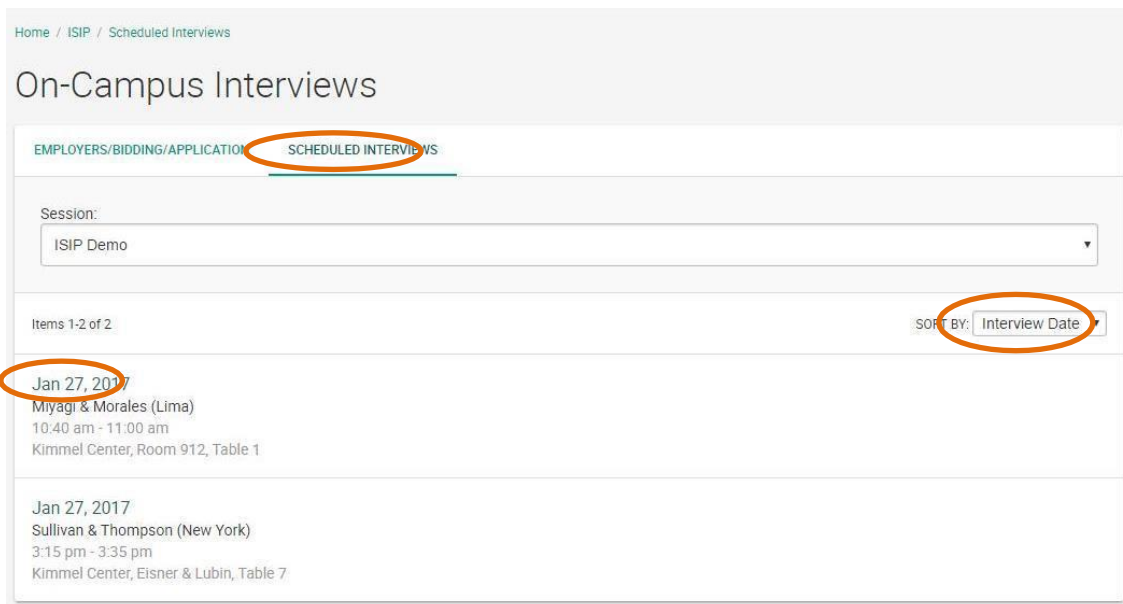 Home / ISIP / Scheduled Interviews
On-Campus Interviews
EMPLOYERS/BIDDING/APPLICATION SCHEDULED INTERVIEWS
Session:
ISIP Demo
Items 1-2 of 2 SORT BY: Interview Date
Jan 27, 2017
Miyagi & Morales (Lima)
10:40 am - 11:00 am
Kimmel Center, Room 912, Table 1
Jan 27, 2017
Sullivan & Thompson (New York)
3:15 pm - 3:35 pm
Kimmel Center, Eisner & Lubin, Table 7